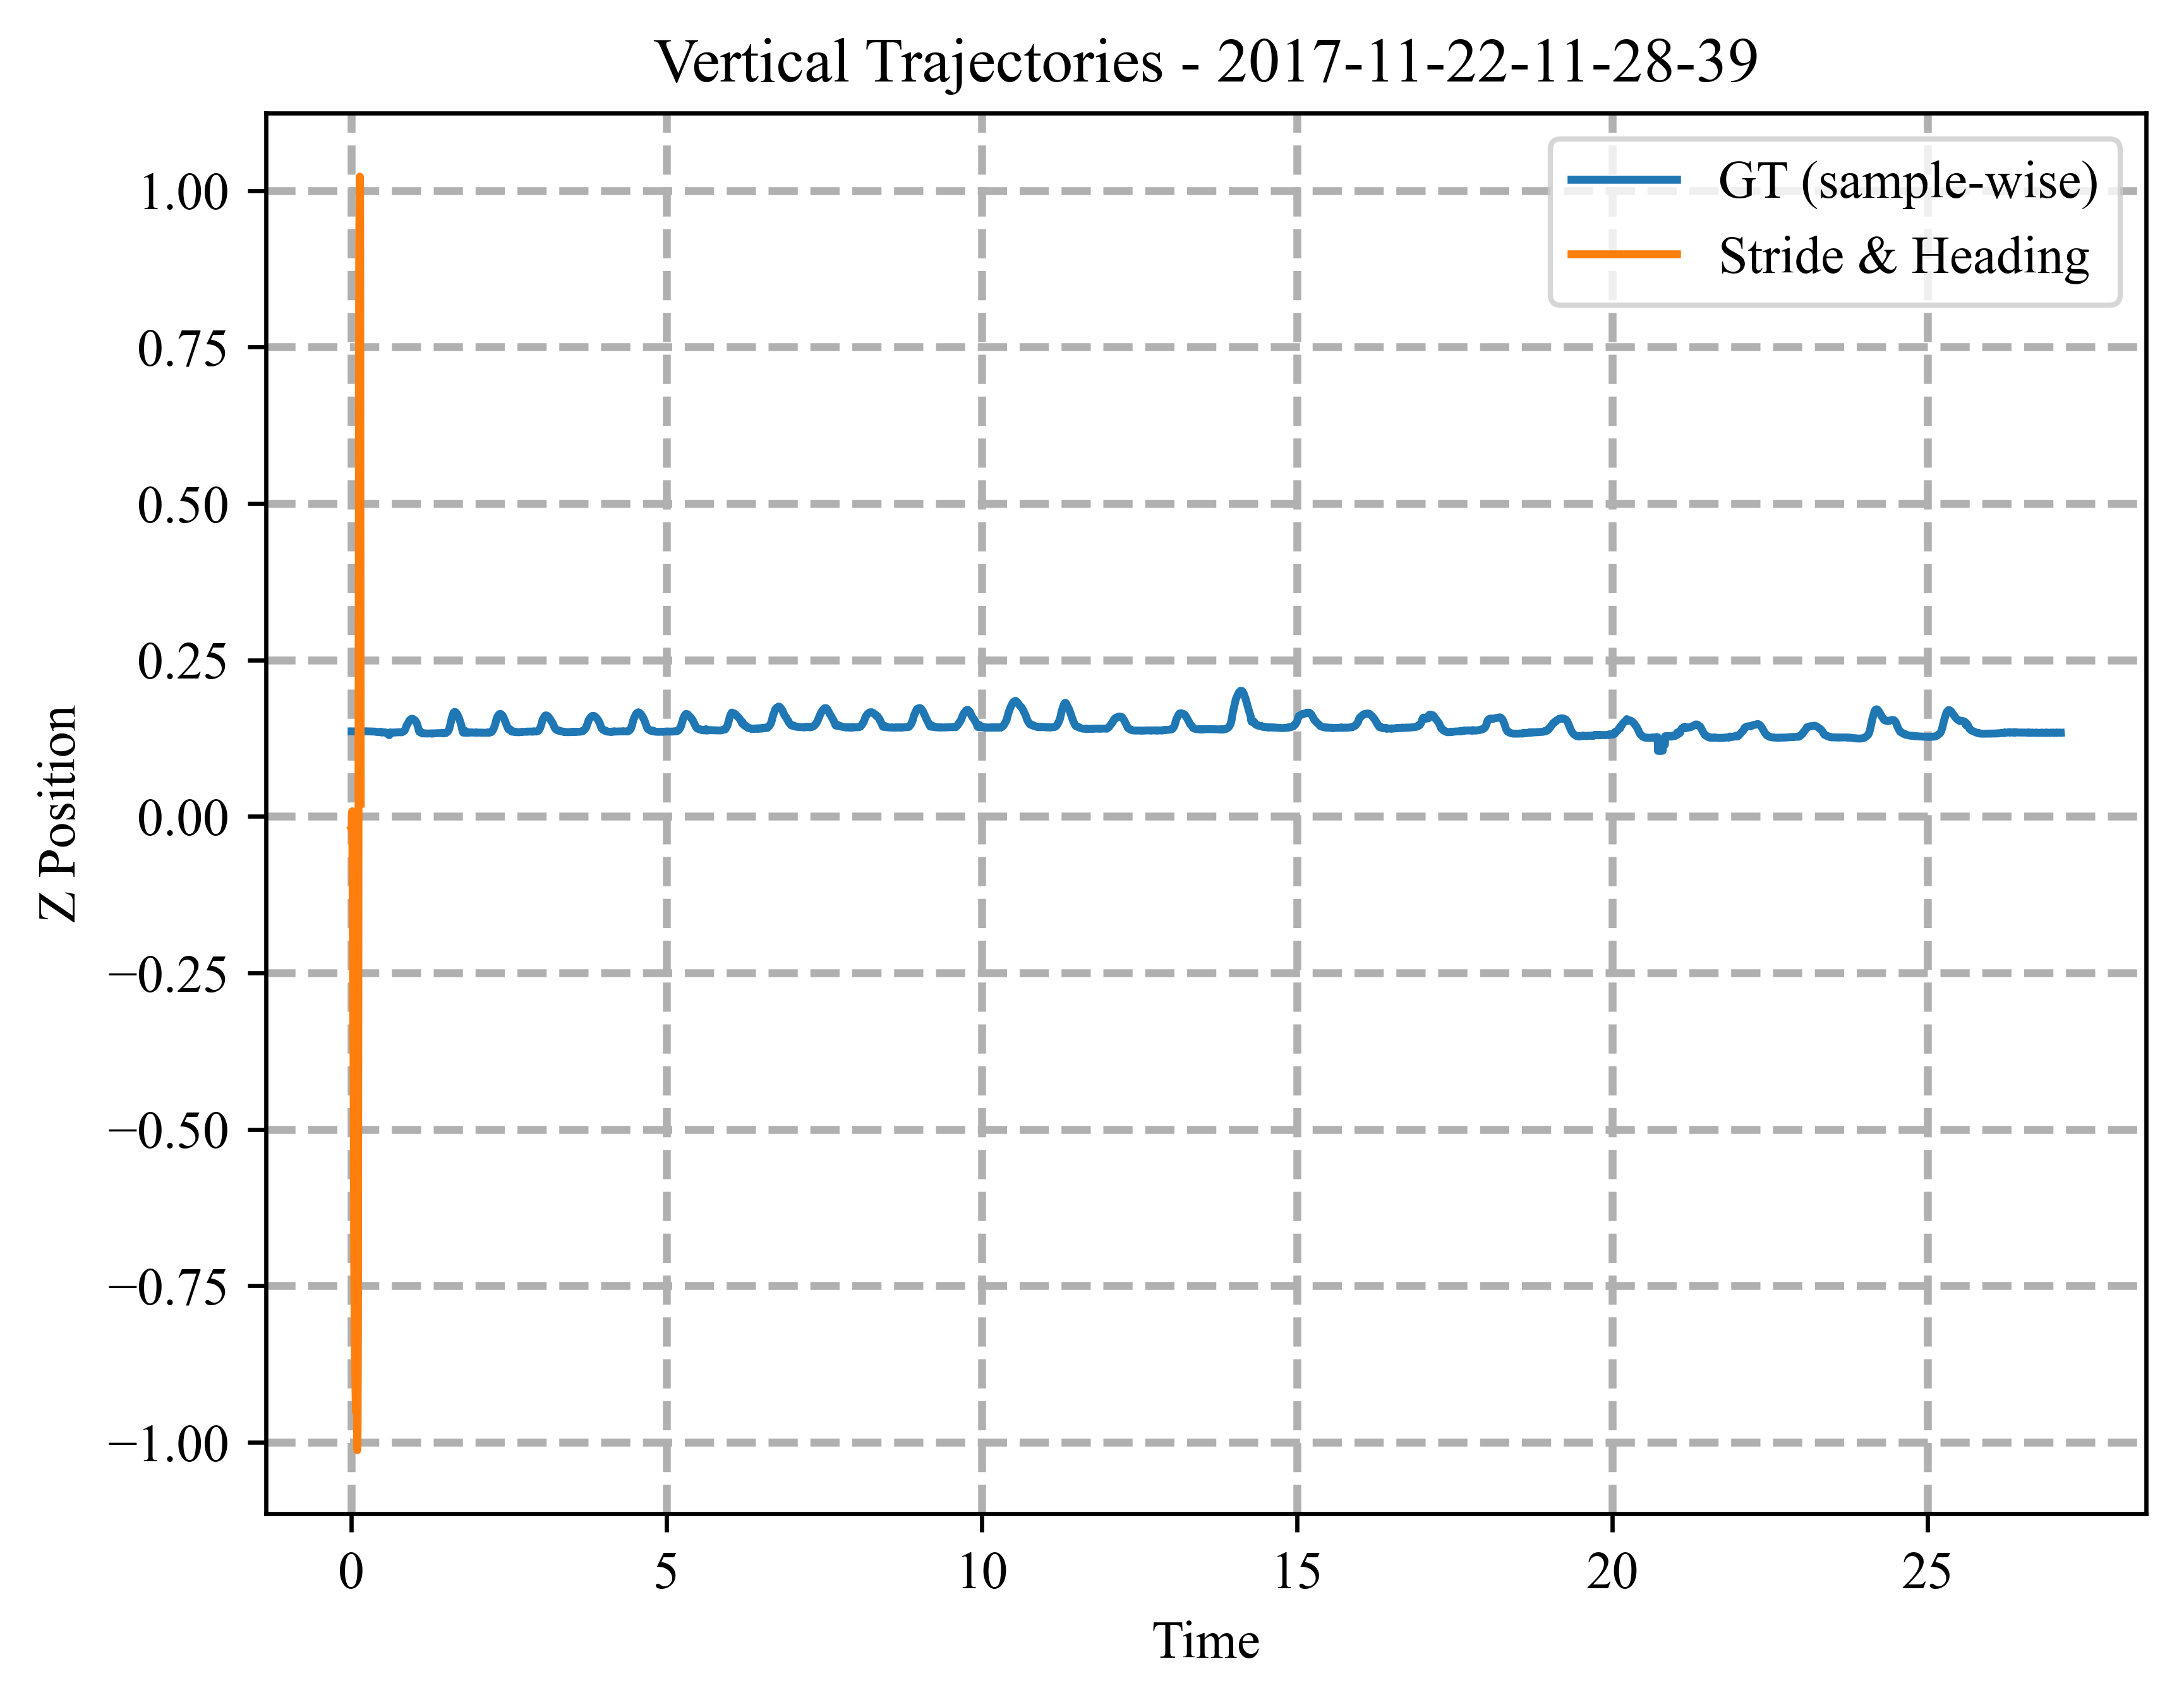 Vertical Trajectories - 2017-11-22-11-28-39
GT (sample-wise)
Stride & Heading
1.00
0.75
0.50
0.25
0.00
−0.25
−0.50
−0.75
−1.00
Z Position
0 5 10 15 20 25
Time